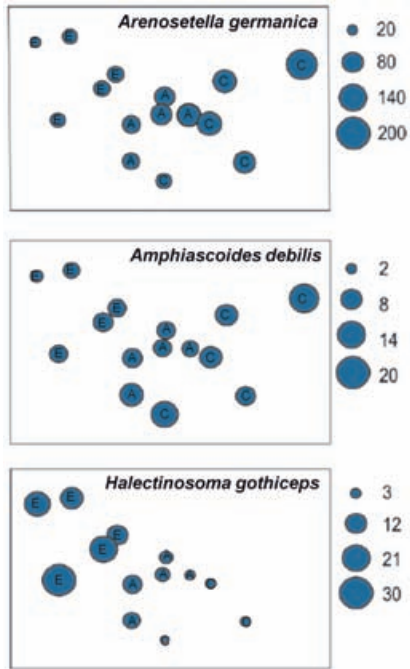 Arenosetella germanica
20
80
140
200
E
E
E
E
C
C
A
A
A
E
A
C
A
C
C
Amphiascoides debilis
2
8
14
20
E
E
C
E
C
E
A
E
A
A
A
C
A
C
C
Halectinosoma gothiceps
3
12
21
30
E
E
E
E
A
E
A
A
A
C
A
C
C